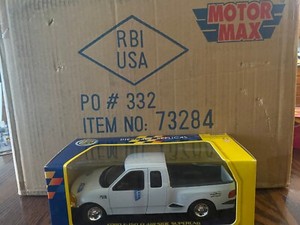 MOTOR
MAX
RBI
USA
PO # 332
ITEM NO: 73284